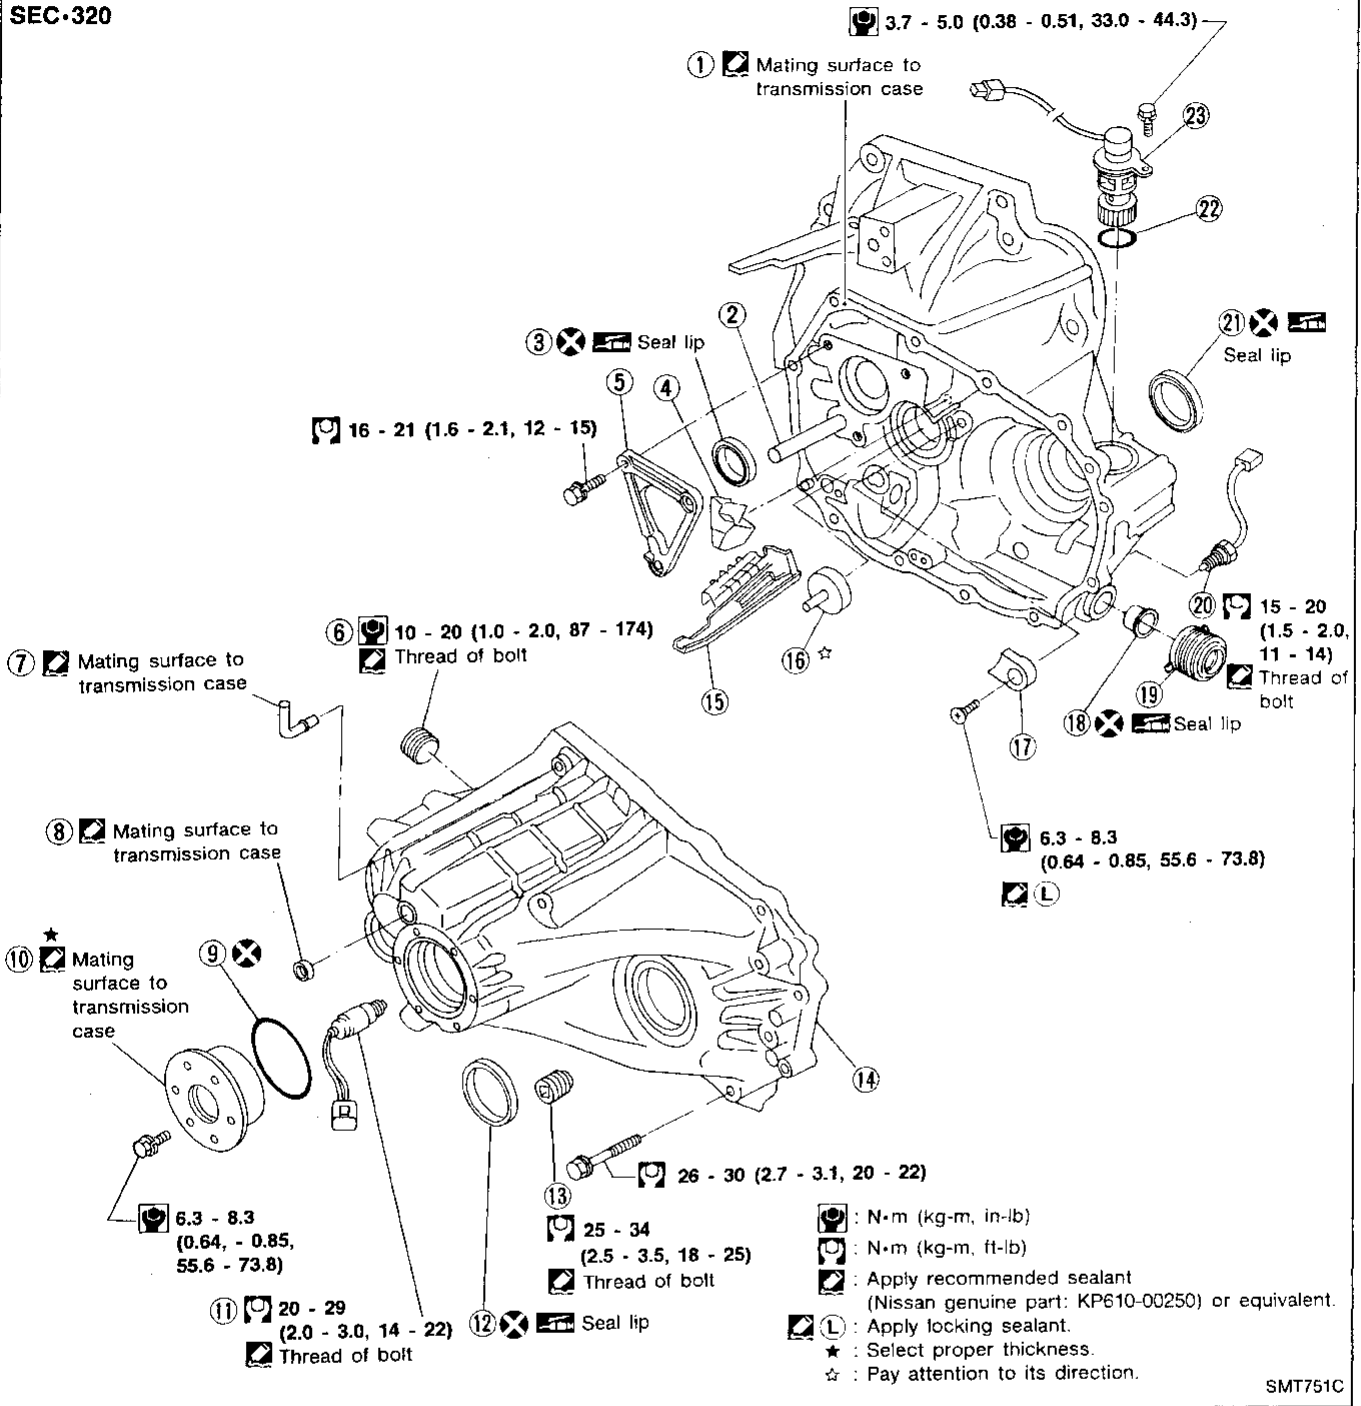 SEC·320
3.7 - 5.0 (0.38 - 0.51, 33.0 - 44.3)
1 Mating surface to
transmission case
23
22
2
3 Seal lip
21
Seal lip
5
4
16 - 21 (1.6 - 2.1, 12 - 15)
6 10 - 20 (1.0 - 2.0, 87 - 174)
Thread of bolt
7 Mating surface to
transmission case
15
16 ☆
20 15 - 20
(1.5 - 2.0,
11 - 14)
Thread of
bolt
19
18 Seal lip
17
8 Mating surface to
transmission case
6.3 - 8.3
(0.64 - 0.85, 55.6 - 73.8)
L
★
10 Mating
surface to
transmission
case
9
14
13
26 - 30 (2.7 - 3.1, 20 - 22)
6.3 - 8.3
(0.64, - 0.85,
55.6 - 73.8)
25 - 34
(2.5 - 3.5, 18 - 25)
Thread of bolt
11 20 - 29
(2.0 - 3.0, 14 - 22)
Thread of bolt
12 Seal lip
: N•m (kg-m, in-lb)
: N•m (kg-m, ft-lb)
: Apply recommended sealant
(Nissan genuine part: KP610-00250) or equivalent.
L : Apply locking sealant.
★ : Select proper thickness.
☆ : Pay attention to its direction.
SMT751C